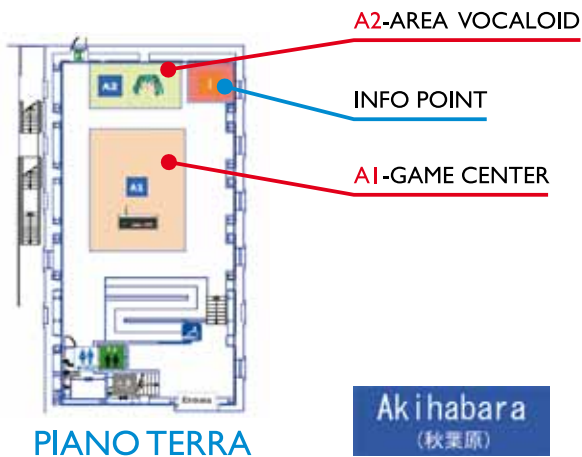 A2-AREA VOCALOID
INFO POINT
A1-GAME CENTER
A2
I
A1
PIANO TERRA
Akihabara
(秋葉原)